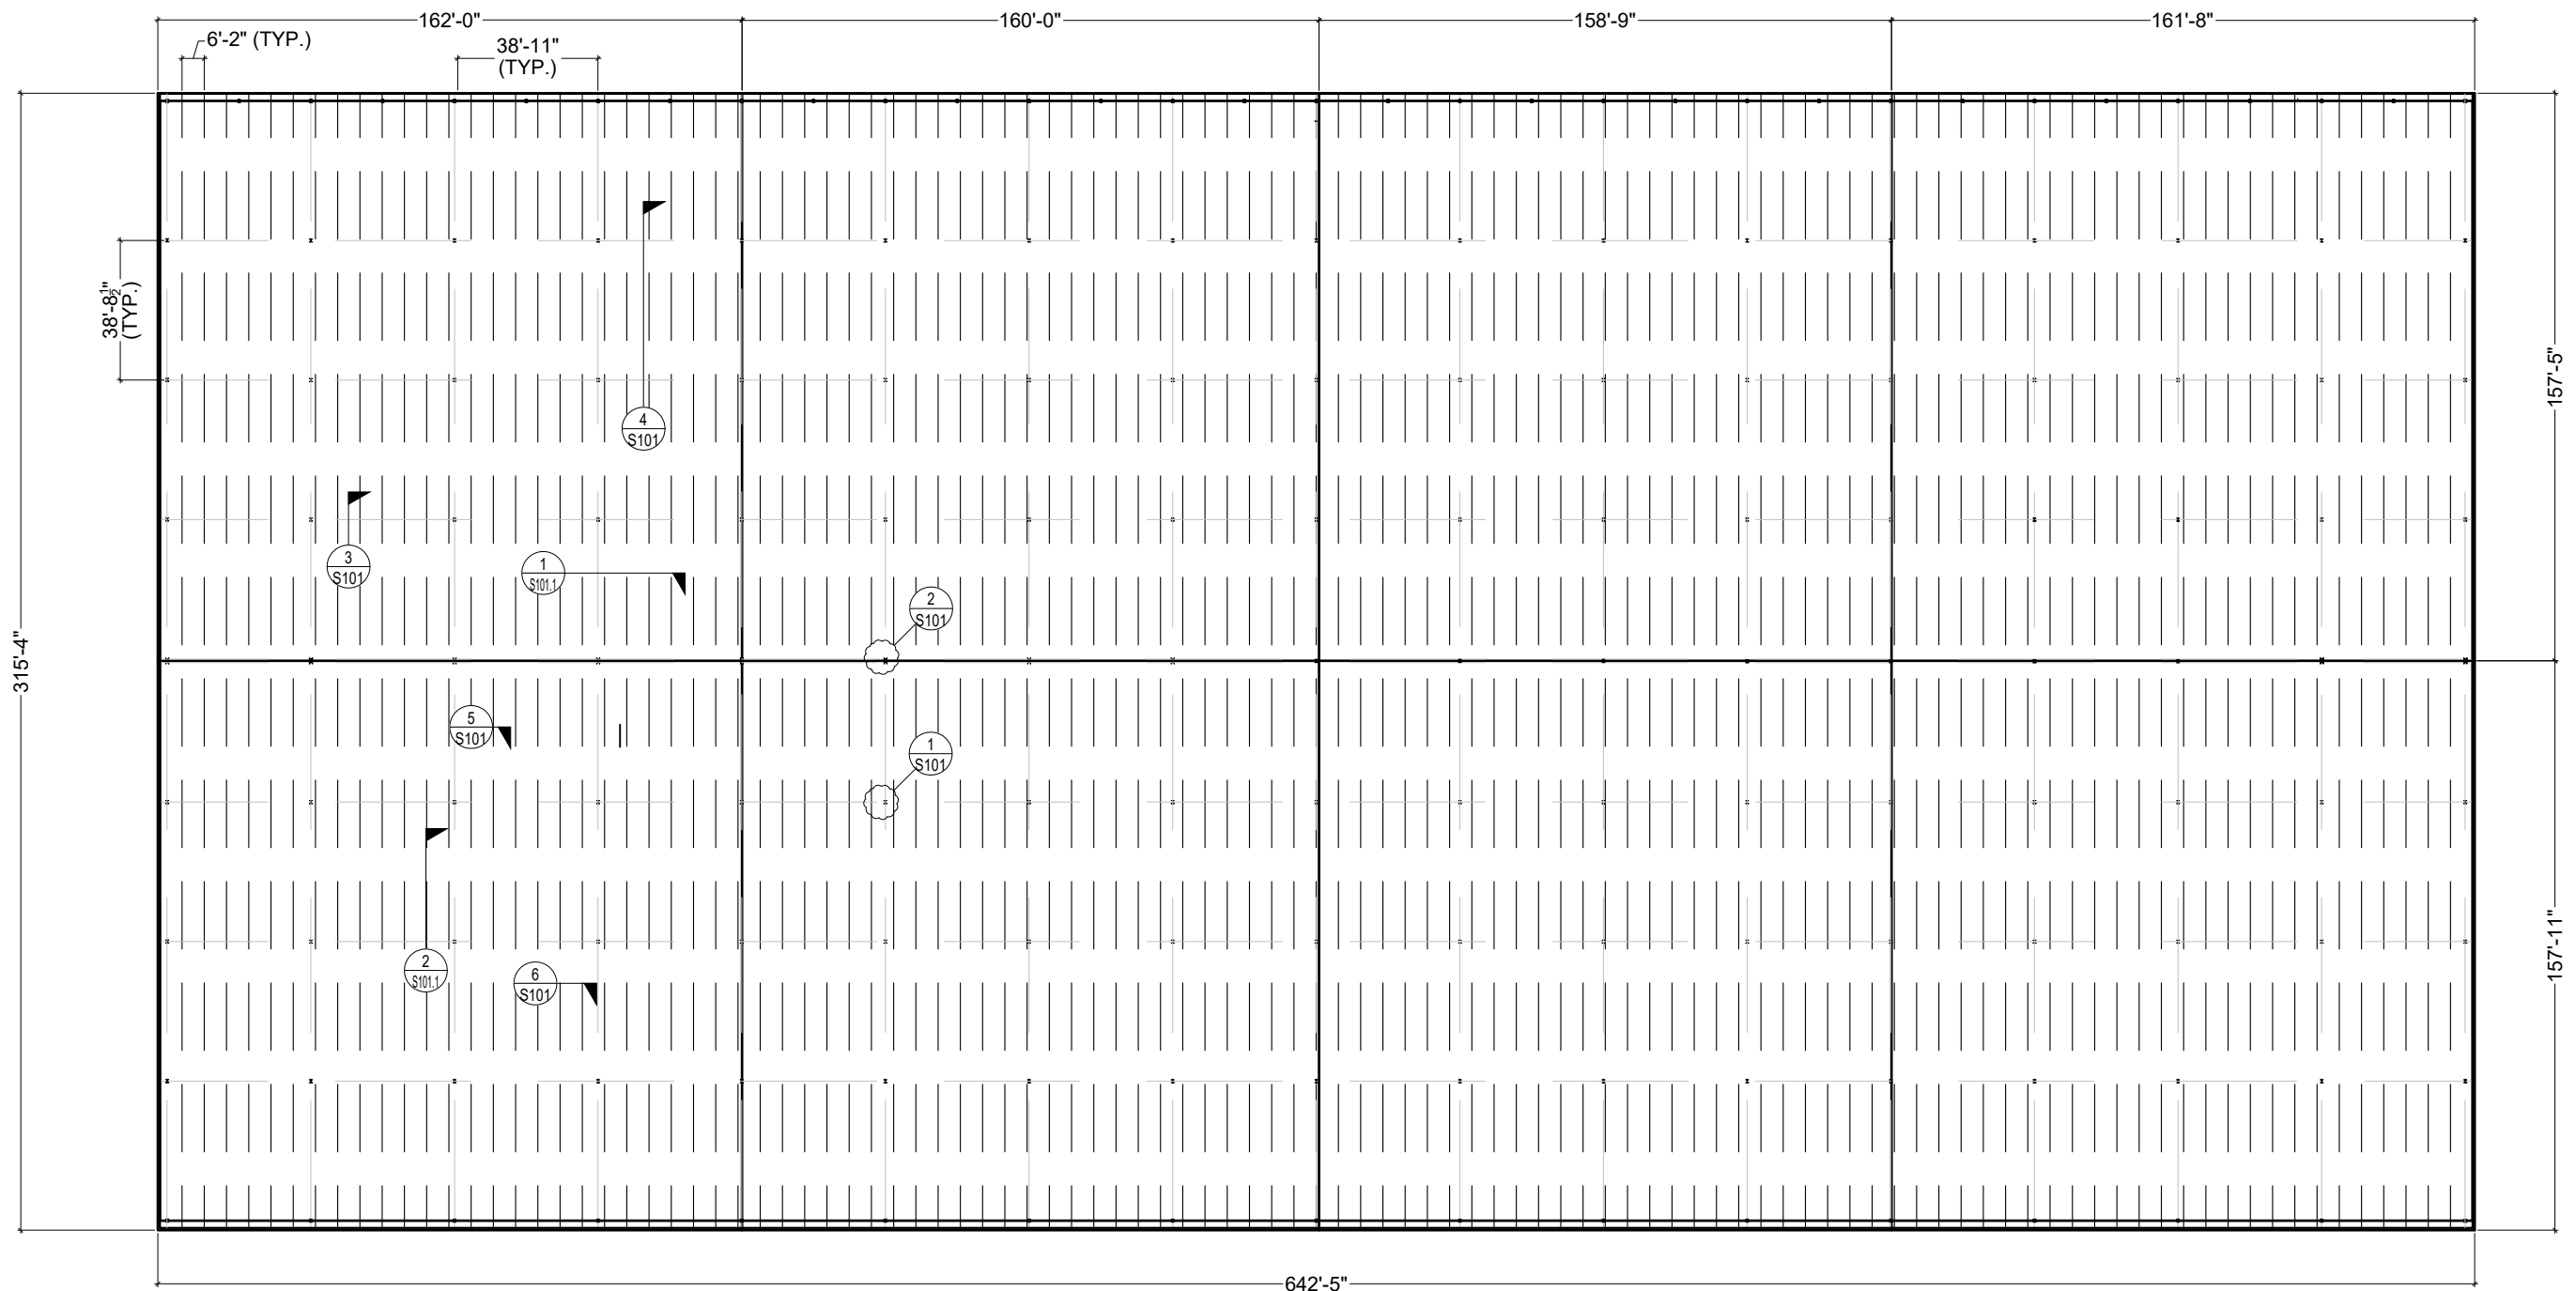 162'-0"
160'-0"
158'-9"
161'-8"
6'-2" (TYP.)
38'-11"
(TYP.)
38'-8½"
(TYP.)
315'-4"
157'-5"
157'-11"
4
S101
3
S101
1
S101.1
2
S101
5
S101
1
S101
2
S101.1
6
S101
642'-5"